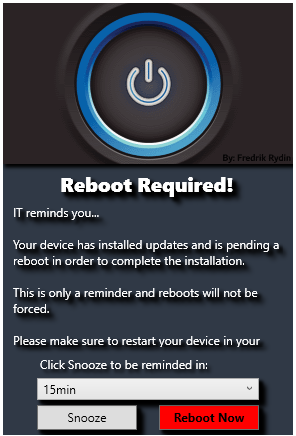 By: Fredrik Rydin
Reboot Required!
IT reminds you...
Your device has installed updates and is pending a
reboot in order to complete the installation.
This is only a reminder and reboots will not be
forced.
Please make sure to restart your device in your
Click Snooze to be reminded in:
15min
Snooze
Reboot Now